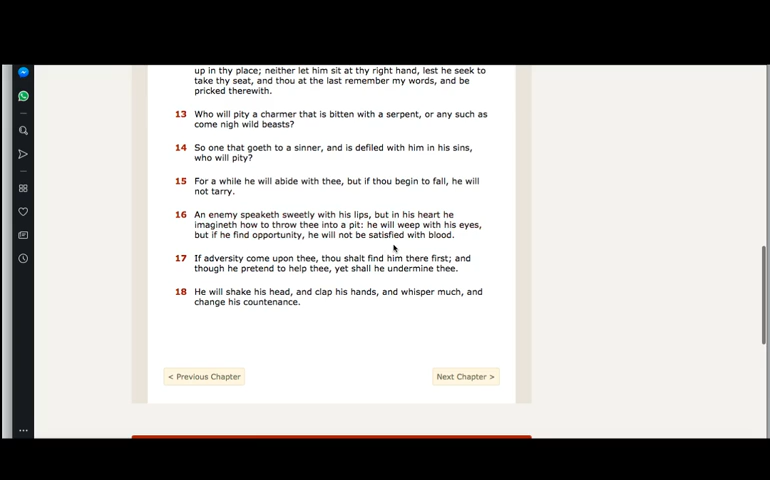 up in thy place; neither let him sit at thy right hand, lest he seek to
take thy seat, and thou at the last remember my words, and be
pricked therewith.
13 Who will pity a charmer that is bitten with a serpent, or any such as
come nigh wild beasts?
14 So one that goeth to a sinner, and is defiled with him in his sins,
who will pity?
15 For a while he will abide with thee, but if thou begin to fall, he will
not tarry.
16 An enemy speaketh sweetly with his lips, but in his heart he
imagineth how to throw thee into a pit: he will weep with his eyes,
but if he find opportunity, he will not be satisfied with blood.
17 If adversity come upon thee, thou shalt find him there first; and
though he pretend to help thee, yet shall he undermine thee.
18 He will shake his head, and clap his hands, and whisper much, and
change his countenance.
< Previous Chapter
Next Chapter >